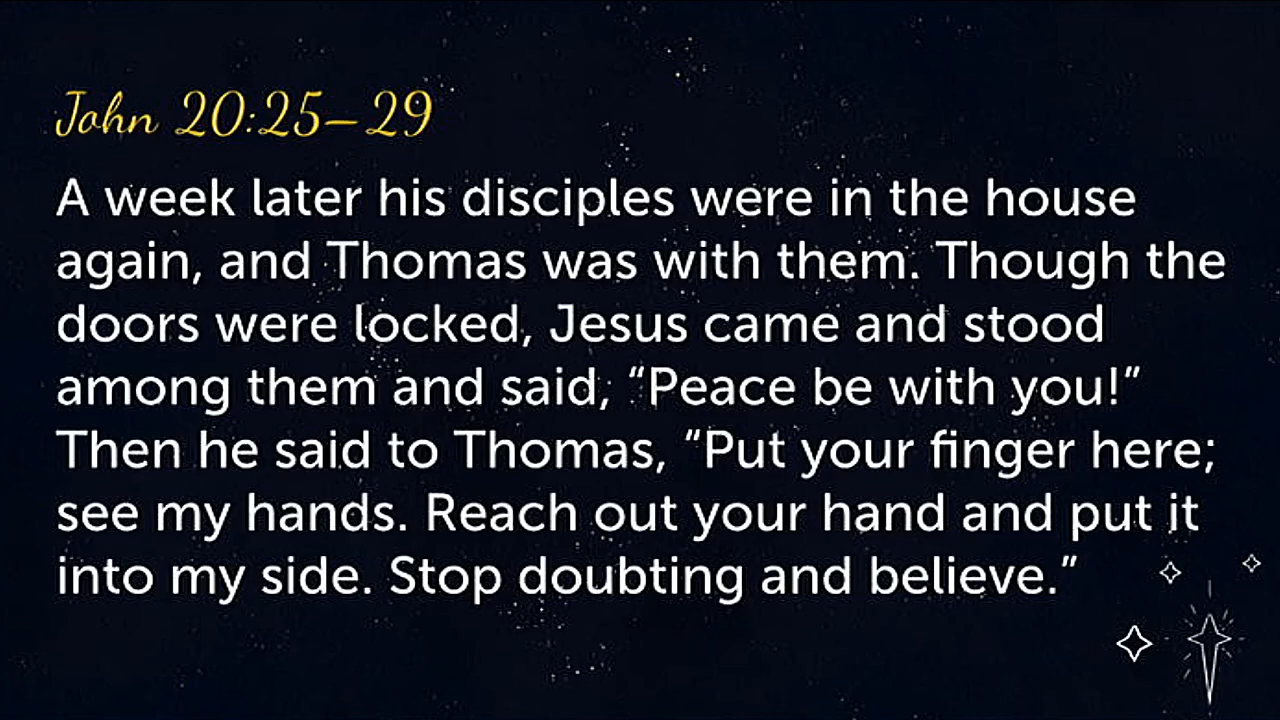 John 20:25–29
A week later his disciples were in the house
again, and Thomas was with them. Though the
doors were locked, Jesus came and stood
among them and said, “Peace be with you!”
Then he said to Thomas, “Put your finger here;
see my hands. Reach out your hand and put it
into my side. Stop doubting and believe.”